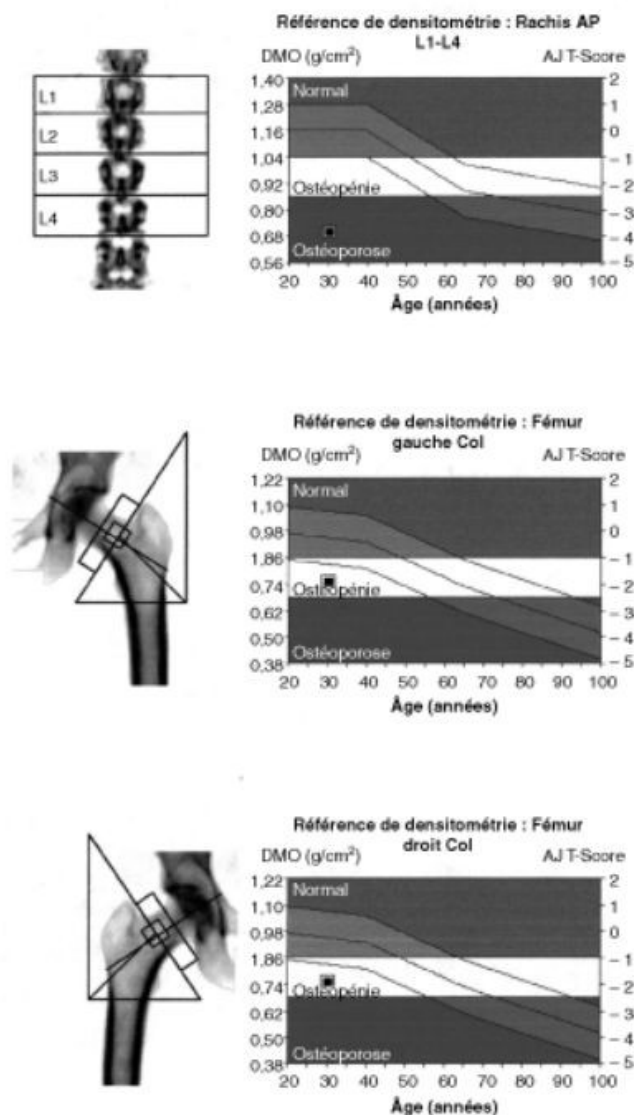 Référence de densitométrie : Rachis AP
L1-L4
DMO (g/cm²) AJ T-Score
L1
L2
L3
L4
1,40
1,28
1,16
1,04
0,92
0,80
0,68
0,56
Normal
Ostéopénie
Ostéoporose
2
1
0
– 1
– 2
– 3
– 4
– 5
20 30 40 50 60 70 80 90 100
Âge (années)
Référence de densitométrie : Fémur
gauche Col
DMO (g/cm²) AJ T-Score
1,22
1,10
0,98
1,86
0,74
0,62
0,50
0,38
Normal
Ostéopénie
Ostéoporose
2
1
0
– 1
– 2
– 3
– 4
– 5
20 30 40 50 60 70 80 90 100
Âge (années)
Référence de densitométrie : Fémur
droit Col
DMO (g/cm²) AJ T-Score
1,22
1,10
0,98
1,86
0,74
0,62
0,50
0,38
Normal
Ostéopénie
Ostéoporose
2
1
0
– 1
– 2
– 3
– 4
– 5
20 30 40 50 60 70 80 90 100
Âge (années)